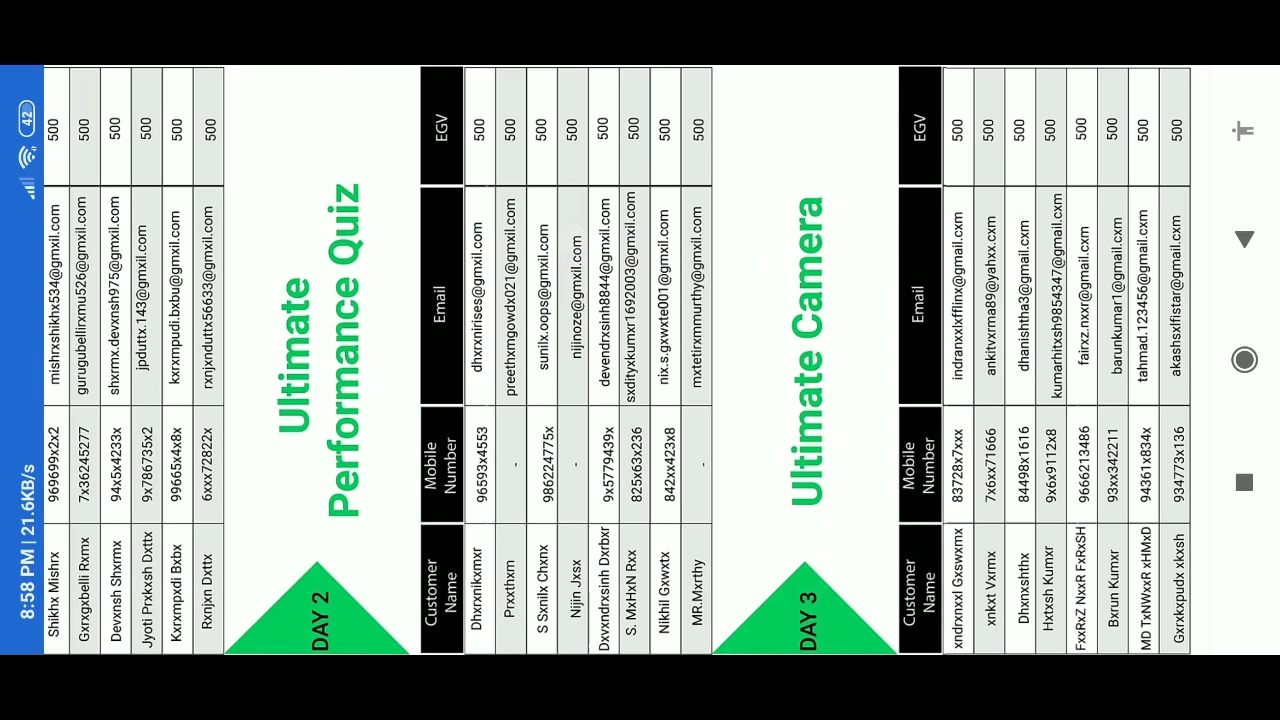 8:58 PM | 21.6KB/s 42
Shikhx Mishrx 969699x2x2 mishrxshikhx534@gmxil.com 500
Gxrxgxbelli Rxmx 7x36245277 gurugubellirxmu526@gmxil.com 500
Devxnsh Shxrmx 94x5x4233x shxrmx.devxnsh975@gmxil.com 500
Jyoti Prxkxsh Dxttx 9x786735x2 jpduttx.143@gmxil.com 500
Kxrxmpxdi Bxbx 99665x4x8x kxrxmpudi.bxbu@gmxil.com 500
Rxnjxn Dxttx 6xxx72822x rxnjxnduttx56633@gmxil.com 500
DAY 2
Ultimate
Performance Quiz
Customer Name Mobile Number Email EGV
Dhxrxnikxmxr 96593x4553 dhxrxnirises@gmxil.com 500
Prxxthxm - preethxmgowdx021@gmxil.com 500
S Sxnilx Chxnx 986224775x sunilx.oops@gmxil.com 500
Nijin Jxsx - nijinoze@gmxil.com 500
Dxvxndrxsinh Dxrbxr 9x5779439x devendrxsinh8844@gmxil.com 500
S. MxHxN Rxx 825x63x236 sxdityxkumxr1692003@gmxil.com 500
Nikhil Gxwxtx 842xx423x8 nix.s.gxwxte001@gmxil.com 500
MR.Mxrthy - mxtetirxmmurthy@gmxil.com 500
DAY 3
Ultimate Camera
Customer Name Mobile Number Email EGV
xndrxnxxl Gxswxmx 83728x7xxx indranxxlxfflinx@gmail.cxm 500
xnkxt Vxrmx 7x6xx71666 ankitvxrma89@yahxx.cxm 500
Dhxnxshthx 84498x1616 dhanishtha3@gmail.cxm 500
Hxtxsh Kumxr 9x6x9112x8 kumarhitxsh9854347@gmail.cxm 500
FxxRxZ NxxR FxRxSH 966213486 fairxz.nxxr@gmail.cxm 500
Bxrun Kumxr 93xx34211 barunkumar1@gmail.cxm 500
MD TxNWxxR xHMxD 94361x834x tahmad.123456@gmail.cxm 500
Gxrkxpudx xkxsh 934773x136 akashsxlfistar@gmail.cxm 500